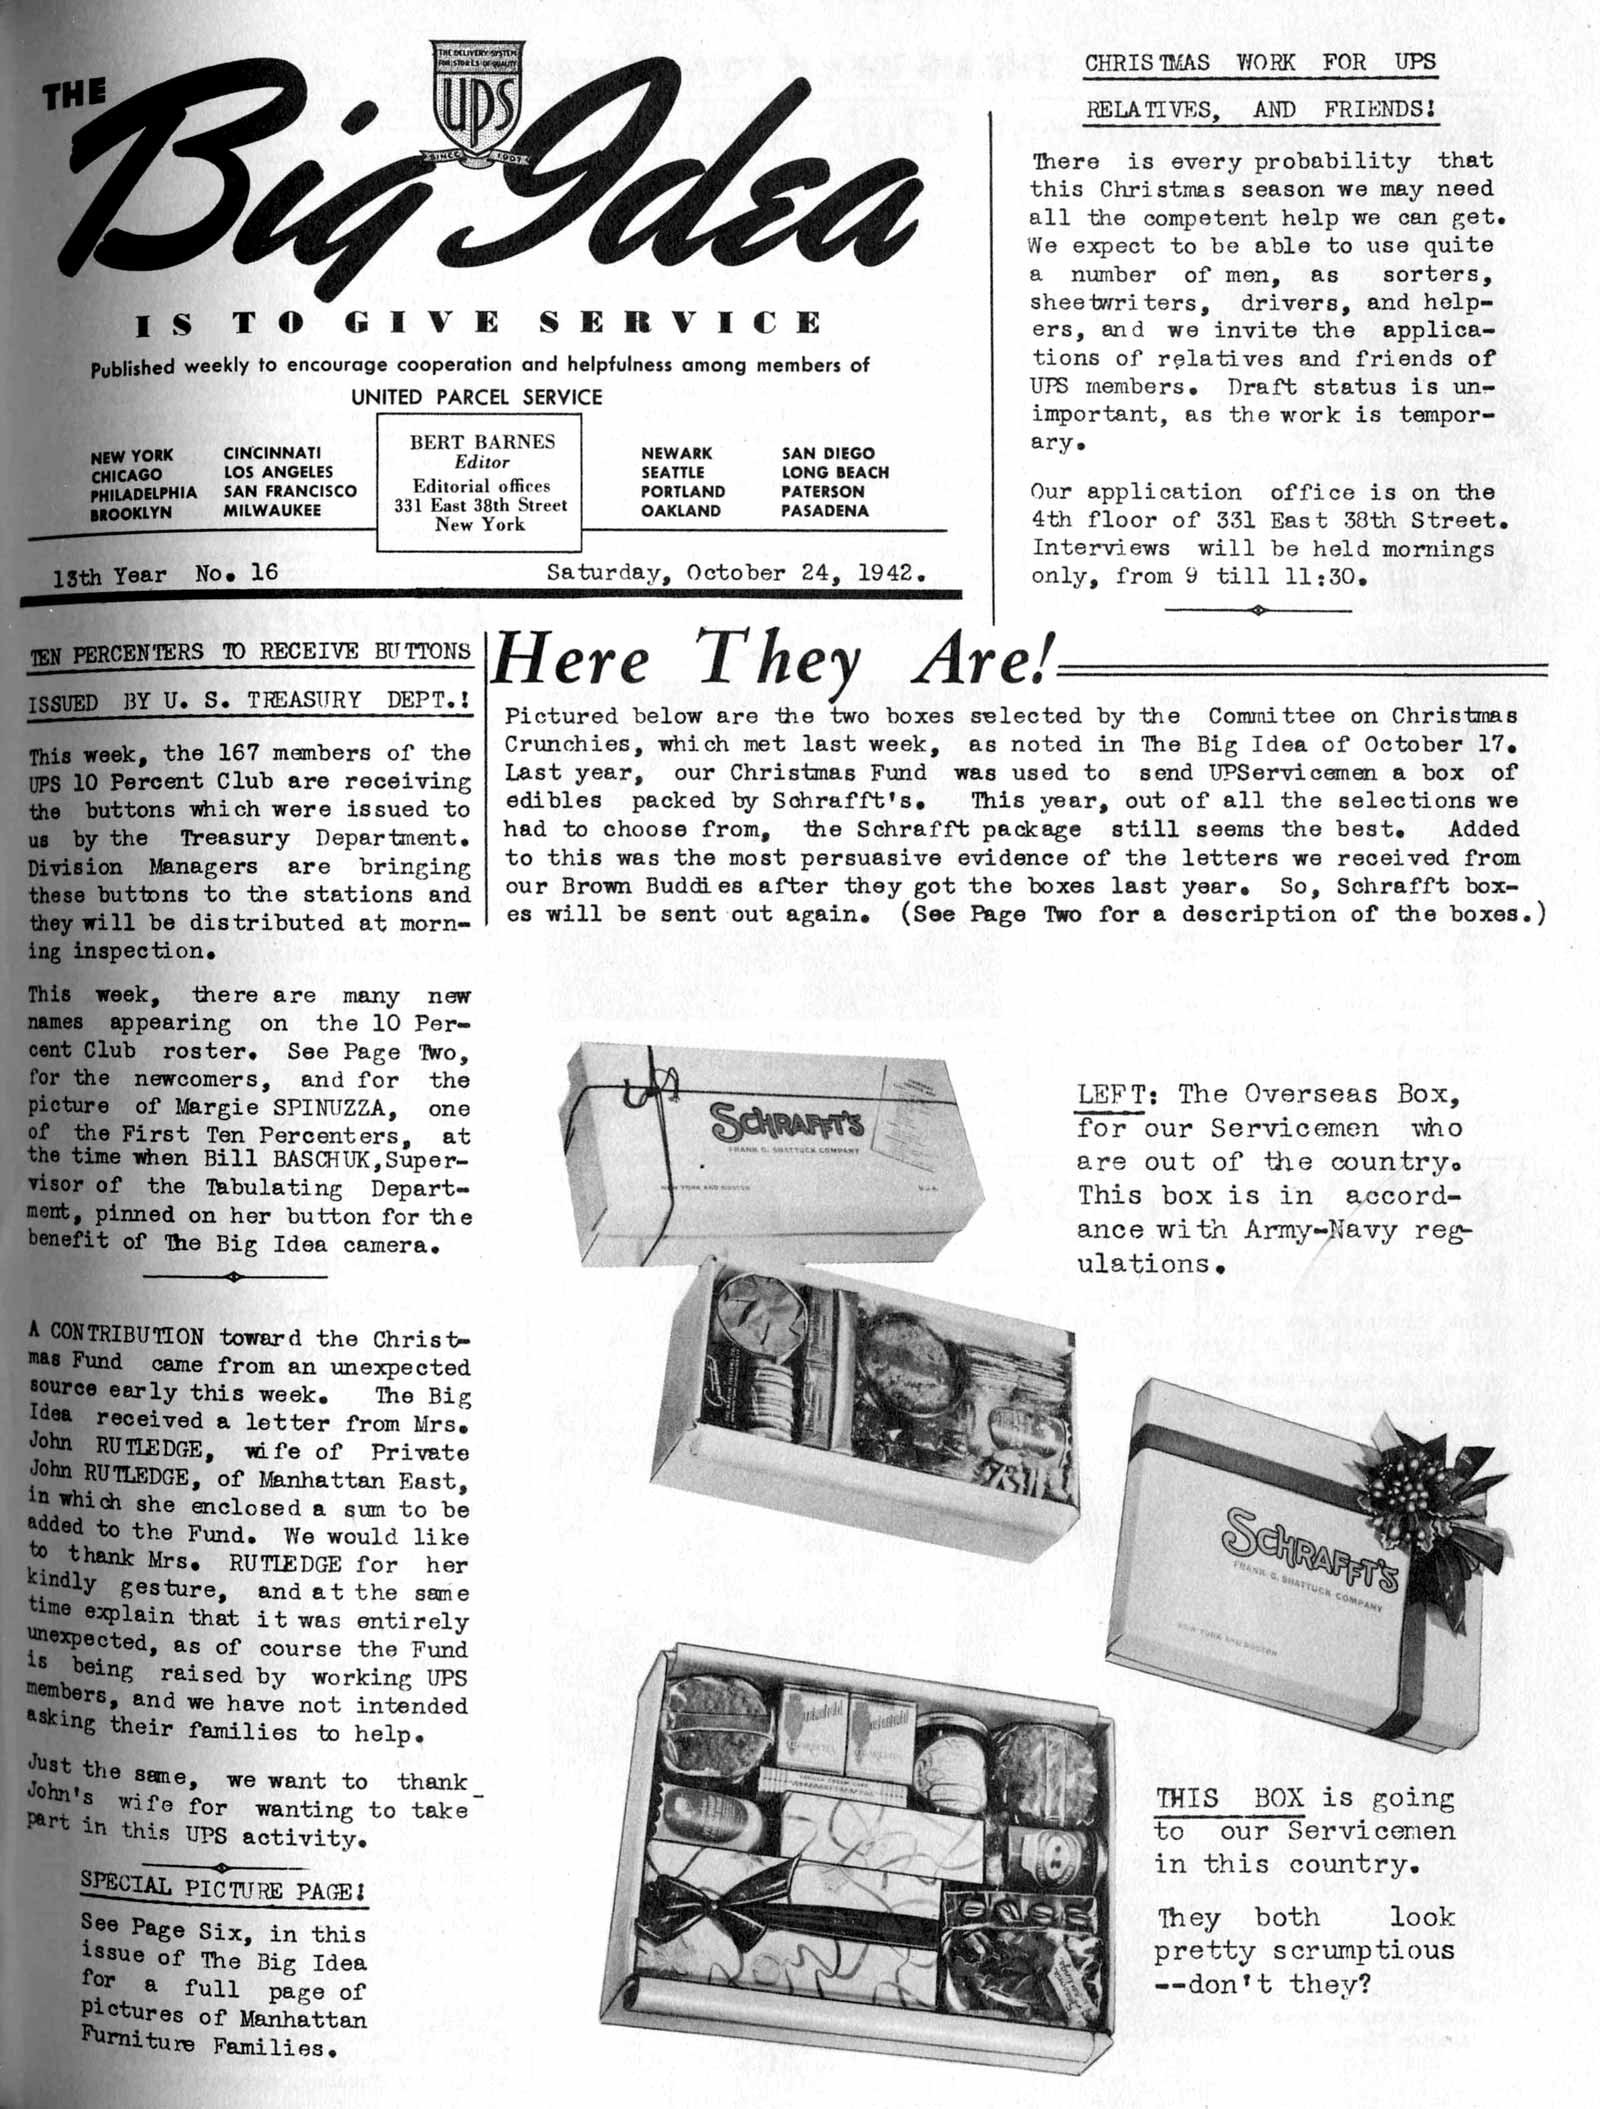 THE
Big Idea
THE DELIVERY SYSTEM
FOR STORES OF QUALITY
UPS
SINCE 1907
IS TO GIVE SERVICE
Published weekly to encourage cooperation and helpfulness among members of
UNITED PARCEL SERVICE
NEW YORK
CHICAGO
PHILADELPHIA
BROOKLYN
CINCINNATI
LOS ANGELES
SAN FRANCISCO
MILWAUKEE
BERT BARNES
Editor
Editorial offices
331 East 38th Street
New York
NEWARK
SEATTLE
PORTLAND
OAKLAND
SAN DIEGO
LONG BEACH
PATERSON
PASADENA
13th Year No. 16
Saturday, October 24, 1942.
CHRISTMAS WORK FOR UPS
RELATIVES, AND FRIENDS!
There is every probability that
this Christmas season we may need
all the competent help we can get.
We expect to be able to use quite
a number of men, as sorters,
sheetwriters, drivers, and help-
ers, and we invite the applica-
tions of relatives and friends of
UPS members. Draft status is un-
important, as the work is tempor-
ary.
Our application office is on the
4th floor of 331 East 38th Street.
Interviews will be held mornings
only, from 9 till 11:30.
TEN PERCENTERS TO RECEIVE BUTTONS
ISSUED BY U. S. TREASURY DEPT.!
This week, the 167 members of the
UPS 10 Percent Club are receiving
the buttons which were issued to
us by the Treasury Department.
Division Managers are bringing
these buttons to the stations and
they will be distributed at morn-
ing inspection.
This week, there are many new
names appearing on the 10 Per-
cent Club roster. See Page Two,
for the newcomers, and for the
picture of Margie SPINUZZA, one
of the First Ten Percenters, at
the time when Bill BASCHUK, Super-
visor of the Tabulating Depart-
ment, pinned on her button for the
benefit of The Big Idea camera.
A CONTRIBUTION toward the Christ-
mas Fund came from an unexpected
source early this week. The Big
Idea received a letter from Mrs.
John RUTLEDGE, wife of Private
John RUTLEDGE, of Manhattan East,
in which she enclosed a sum to be
added to the Fund. We would like
to thank Mrs. RUTLEDGE for her
kindly gesture, and at the same
time explain that it was entirely
unexpected, as of course the Fund
is being raised by working UPS
members, and we have not intended
asking their families to help.
Just the same, we want to thank
John's wife for wanting to take
part in this UPS activity.
SPECIAL PICTURE PAGE!
See Page Six, in this
issue of The Big Idea
for a full page of
pictures of Manhattan
Furniture Families.
Here They Are!
Pictured below are the two boxes selected by the Committee on Christmas
Crunchies, which met last week, as noted in The Big Idea of October 17.
Last year, our Christmas Fund was used to send UPServicemen a box of
edibles packed by Schrafft's. This year, out of all the selections we
had to choose from, the Schrafft package still seems the best. Added
to this was the most persuasive evidence of the letters we received from
our Brown Buddies after they got the boxes last year. So, Schrafft box-
es will be sent out again. (See Page Two for a description of the boxes.)
SCHRAFFT'S
FRANK G. SHATTUCK COMPANY
NEW YORK AND BOSTON
U.S.A.
LEFT: The Overseas Box,
for our Servicemen who
are out of the country.
This box is in accord-
ance with Army-Navy reg-
ulations.
SCHRAFFT'S
FRANK G. SHATTUCK COMPANY
NEW YORK AND BOSTON
THIS BOX is going
to our Servicemen
in this country.
They both look
pretty scrumptious
--don't they?